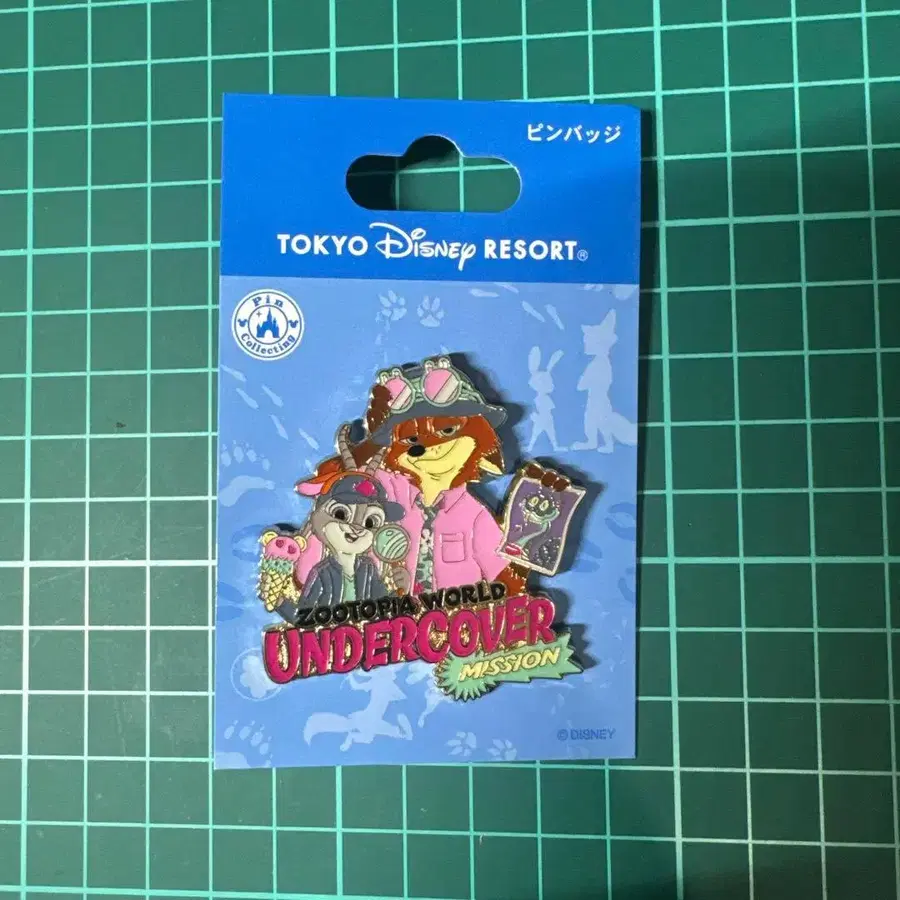 ピンバッジ
TOKYO Disney RESORT®
Pin
Collecting
ZOOTOPIA WORLD
UNDERCOVER
MISSION
© DISNEY